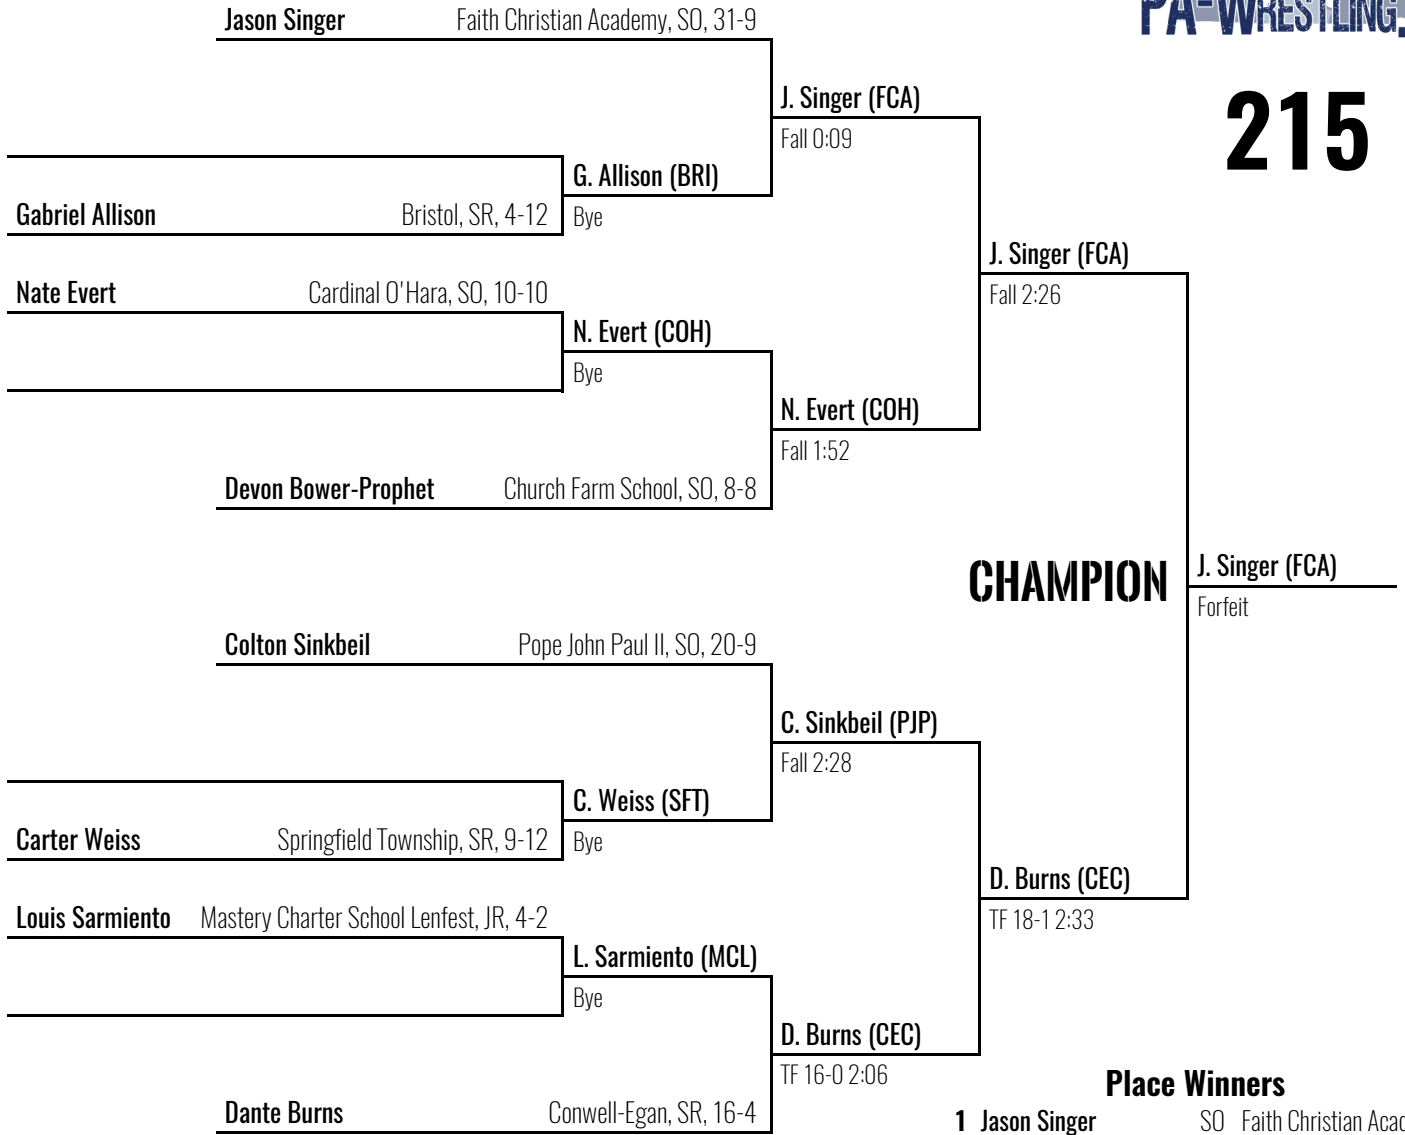 Jason Singer Faith Christian Academy, SO, 31-9
PA-WRESTLING.
J. Singer (FCA)
Fall 0:09
215
G. Allison (BRI)
Gabriel Allison Bristol, SR, 4-12
Bye
J. Singer (FCA)
Fall 2:26
Nate Evert Cardinal O'Hara, SO, 10-10
N. Evert (COH)
Bye
N. Evert (COH)
Fall 1:52
Devon Bower-Prophet Church Farm School, SO, 8-8
CHAMPION
J. Singer (FCA)
Forfeit
Colton Sinkbeil Pope John Paul II, SO, 20-9
C. Sinkbeil (PJP)
Fall 2:28
C. Weiss (SFT)
Carter Weiss Springfield Township, SR, 9-12
Bye
D. Burns (CEC)
TF 18-1 2:33
Louis Sarmiento Mastery Charter School Lenfest, JR, 4-2
L. Sarmiento (MCL)
Bye
D. Burns (CEC)
TF 16-0 2:06
Dante Burns Conwell-Egan, SR, 16-4
Place Winners
1 Jason Singer SO Faith Christian Acad